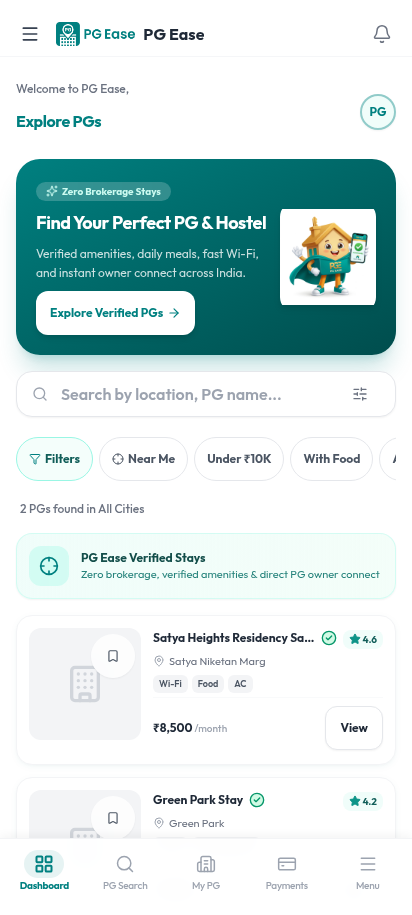 PG Ease PG Ease
Welcome to PG Ease,
Explore PGs
PG
Zero Brokerage Stays
Find Your Perfect PG & Hostel
Verified amenities, daily meals, fast Wi-Fi,
and instant owner connect across India.
Explore Verified PGs →
Search by location, PG name...
Filters Near Me Under ₹10K With Food
2 PGs found in All Cities
PG Ease Verified Stays
Zero brokerage, verified amenities & direct PG owner connect
Satya Heights Residency Sa... 4.6
Satya Niketan Marg
Wi-Fi Food AC
₹8,500 /month View
Green Park Stay 4.2
Green Park
Dashboard PG Search My PG Payments Menu